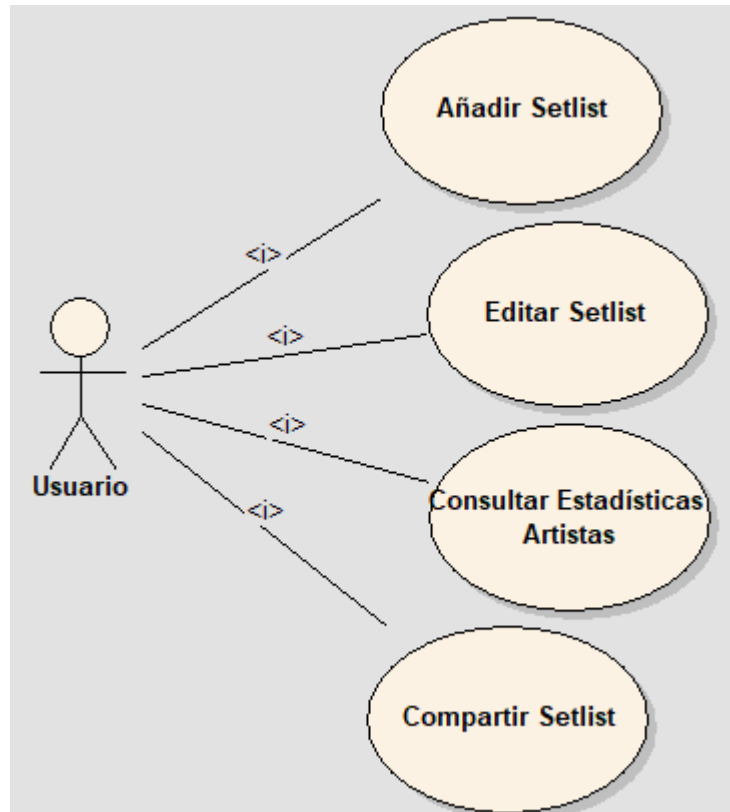 Añadir Setlist
<i>
Editar Setlist
<i>
<i>
Usuario
Consultar Estadísticas
Artistas
<i>
Compartir Setlist